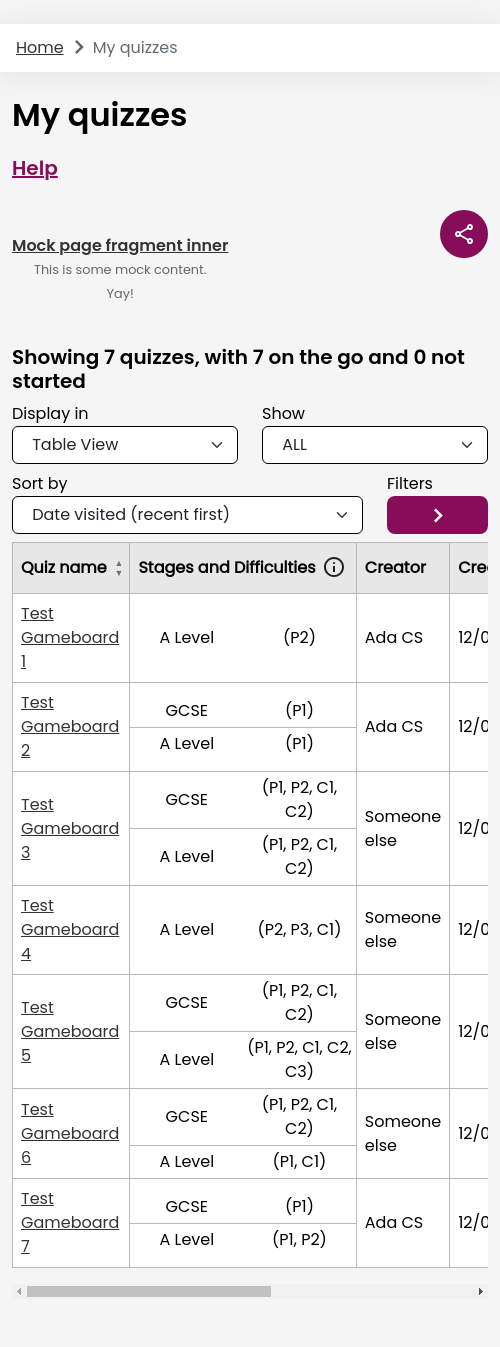 Home > My quizzes
My quizzes
Help
Mock page fragment inner
This is some mock content.
Yay!
Showing 7 quizzes, with 7 on the go and 0 not
started
Display in Show
Table View ALL
Sort by Filters
Date visited (recent first)
Quiz name Stages and Difficulties Creator Cre
Test
Gameboard
1
A Level (P2) Ada CS 12/0
Test
Gameboard
2
GCSE (P1)
A Level (P1)
Ada CS 12/0
Test
Gameboard
3
GCSE (P1, P2, C1,
C2)
A Level (P1, P2, C1,
C2)
Someone
else
12/0
Test
Gameboard
4
A Level (P2, P3, C1)
Someone
else
12/0
Test
Gameboard
5
GCSE (P1, P2, C1,
C2)
A Level (P1, P2, C1, C2,
C3)
Someone
else
12/0
Test
Gameboard
6
GCSE (P1, P2, C1,
C2)
A Level (P1, C1)
Someone
else
12/0
Test
Gameboard
7
GCSE (P1)
A Level (P1, P2)
Ada CS 12/0